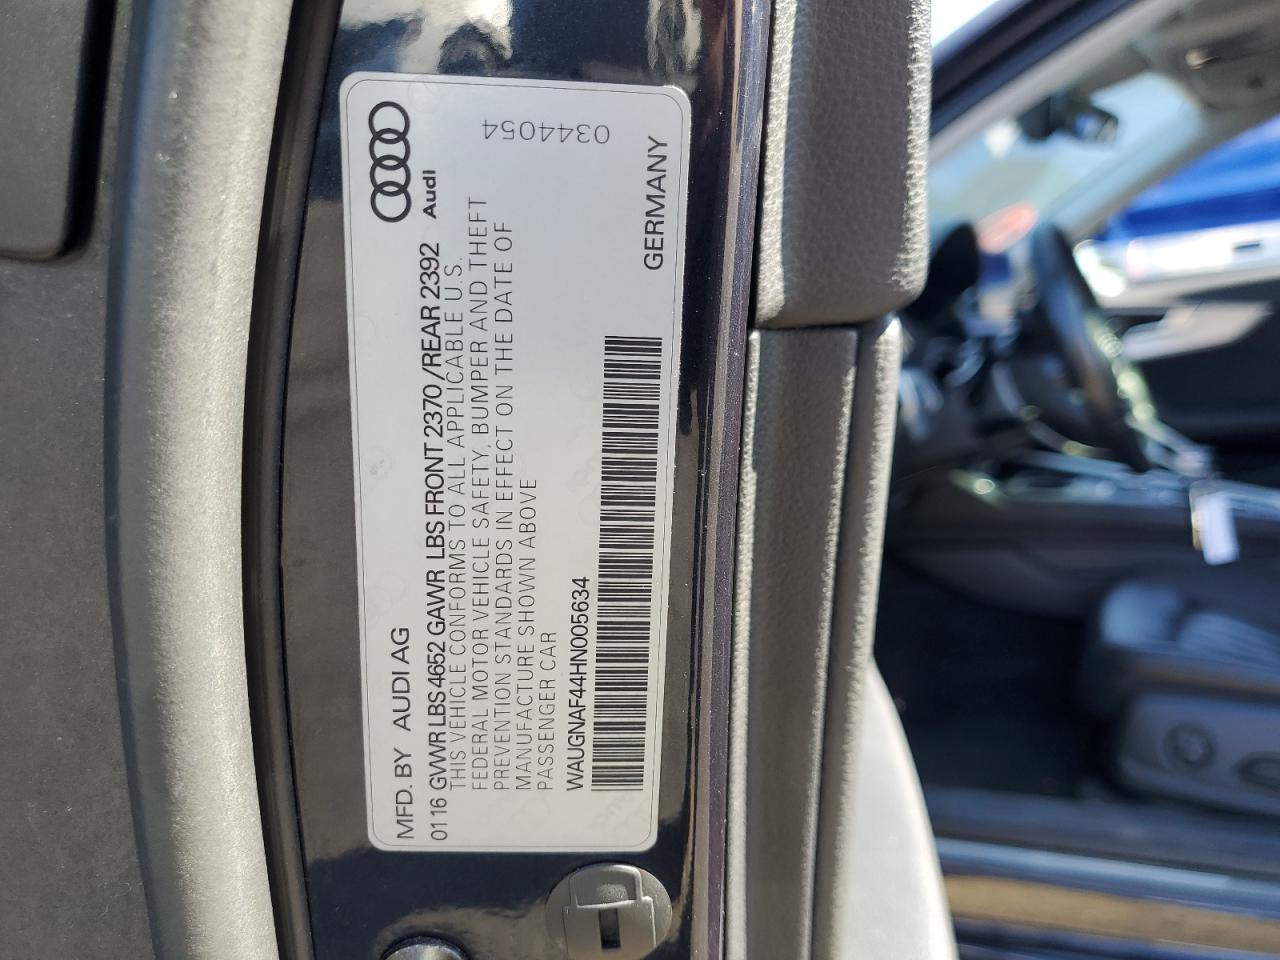 MFD. BY AUDI AG
Audi
01 16 GVWR LBS 4652 GAWR LBS FRONT 2370 /REAR 2392
THIS VEHICLE CONFORMS TO ALL APPLICABLE U.S.
FEDERAL MOTOR VEHICLE SAFETY, BUMPER AND THEFT
PREVENTION STANDARDS IN EFFECT ON THE DATE OF
MANUFACTURE SHOWN ABOVE
PASSENGER CAR
0344054
WAUGNAF44HN005634
GERMANY